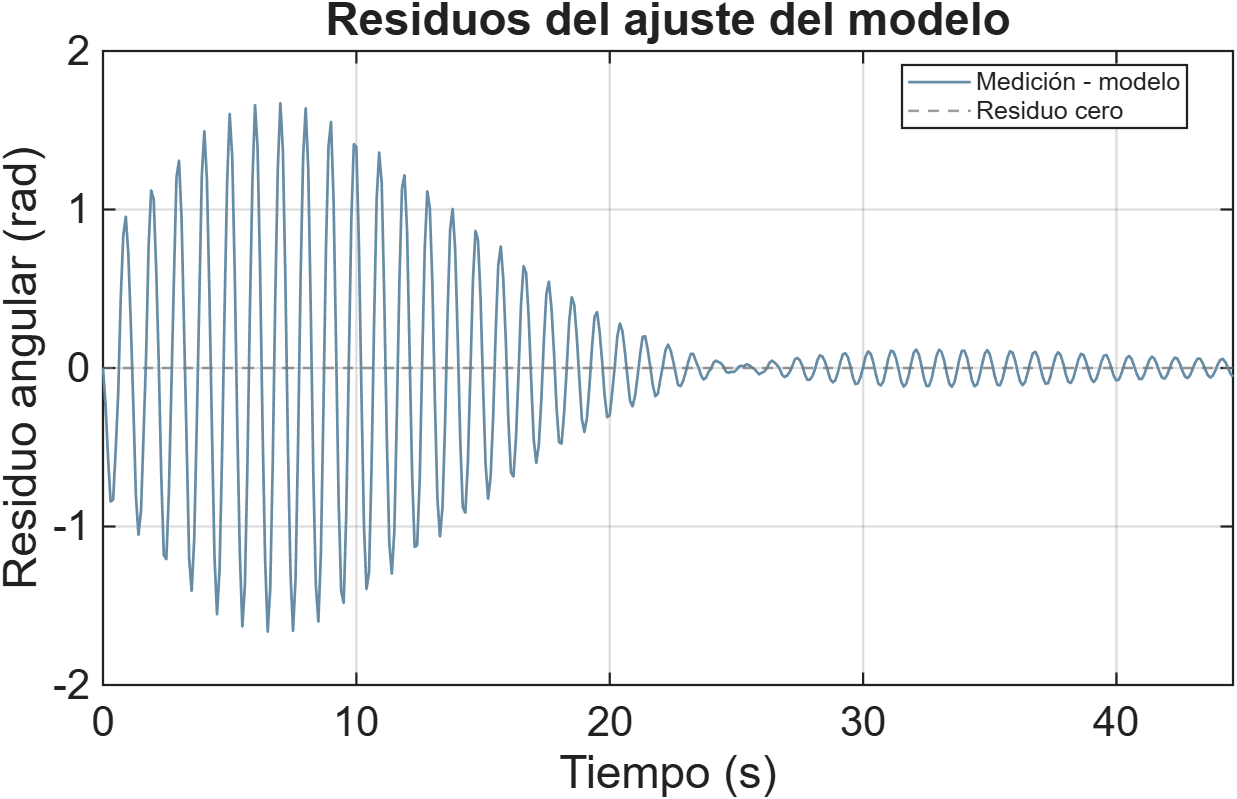 Residuos del ajuste del modelo
Medición - modelo
Residuo cero
Residuo angular (rad)
2
1
0
-1
-2
0
10
20
30
40
Tiempo (s)